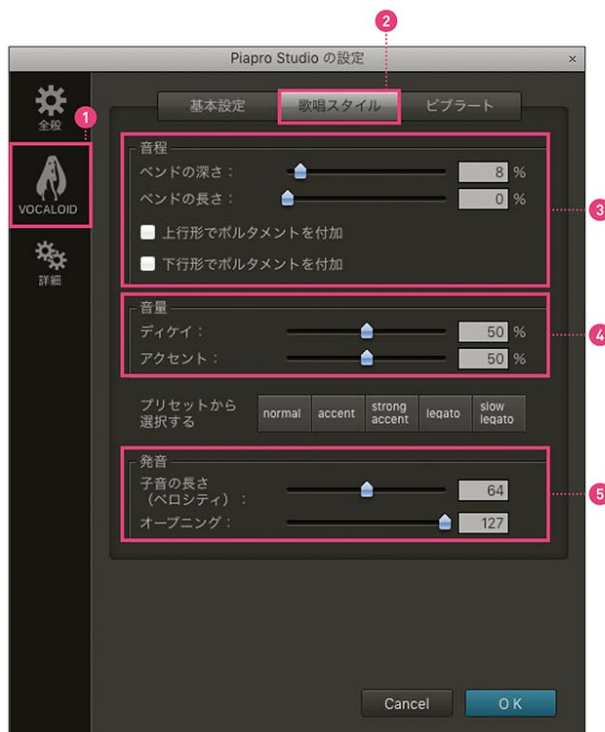 2
Piapro Studio の設定
×
全般
1
VOCALOID
詳細
基本設定
歌唱スタイル
ビブラート
音程
ベンドの深さ：
8 %
ベンドの長さ：
0 %
上行形でポルタメントを付加
下行形でポルタメントを付加
3
音量
ディケイ：
50 %
アクセント：
50 %
4
プリセットから
選択する
normal
accent
strong
accent
legato
slow
legato
発音
子音の長さ
（ベロシティ）：
64
オープニング：
127
5
Cancel
OK